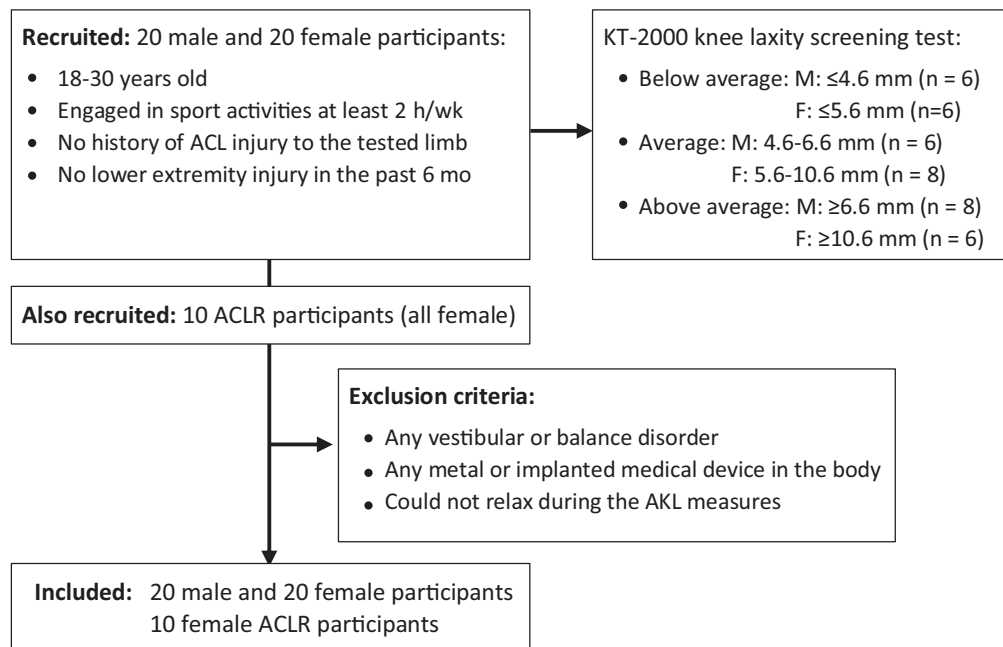 Recruited: 20 male and 20 female participants:
• 18-30 years old
• Engaged in sport activities at least 2 h/wk
• No history of ACL injury to the tested limb
• No lower extremity injury in the past 6 mo
KT-2000 knee laxity screening test:
• Below average: M: ≤4.6 mm (n = 6)
F: ≤5.6 mm (n=6)
• Average: M: 4.6-6.6 mm (n = 6)
F: 5.6-10.6 mm (n = 8)
• Above average: M: ≥6.6 mm (n = 8)
F: ≥10.6 mm (n = 6)
Also recruited: 10 ACLR participants (all female)
Exclusion criteria:
• Any vestibular or balance disorder
• Any metal or implanted medical device in the body
• Could not relax during the AKL measures
Included: 20 male and 20 female participants
10 female ACLR participants